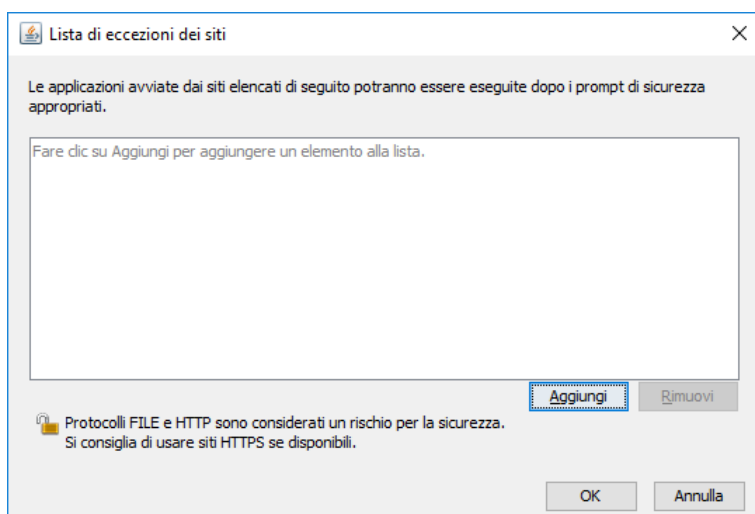 Lista di eccezioni dei siti
Le applicazioni avviate dai siti elencati di seguito potranno essere eseguite dopo i prompt di sicurezza
appropriati.
Fare clic su Aggiungi per aggiungere un elemento alla lista.
Aggiungi
Rimuovi
Protocolli FILE e HTTP sono considerati un rischio per la sicurezza.
Si consiglia di usare siti HTTPS se disponibili.
OK
Annulla